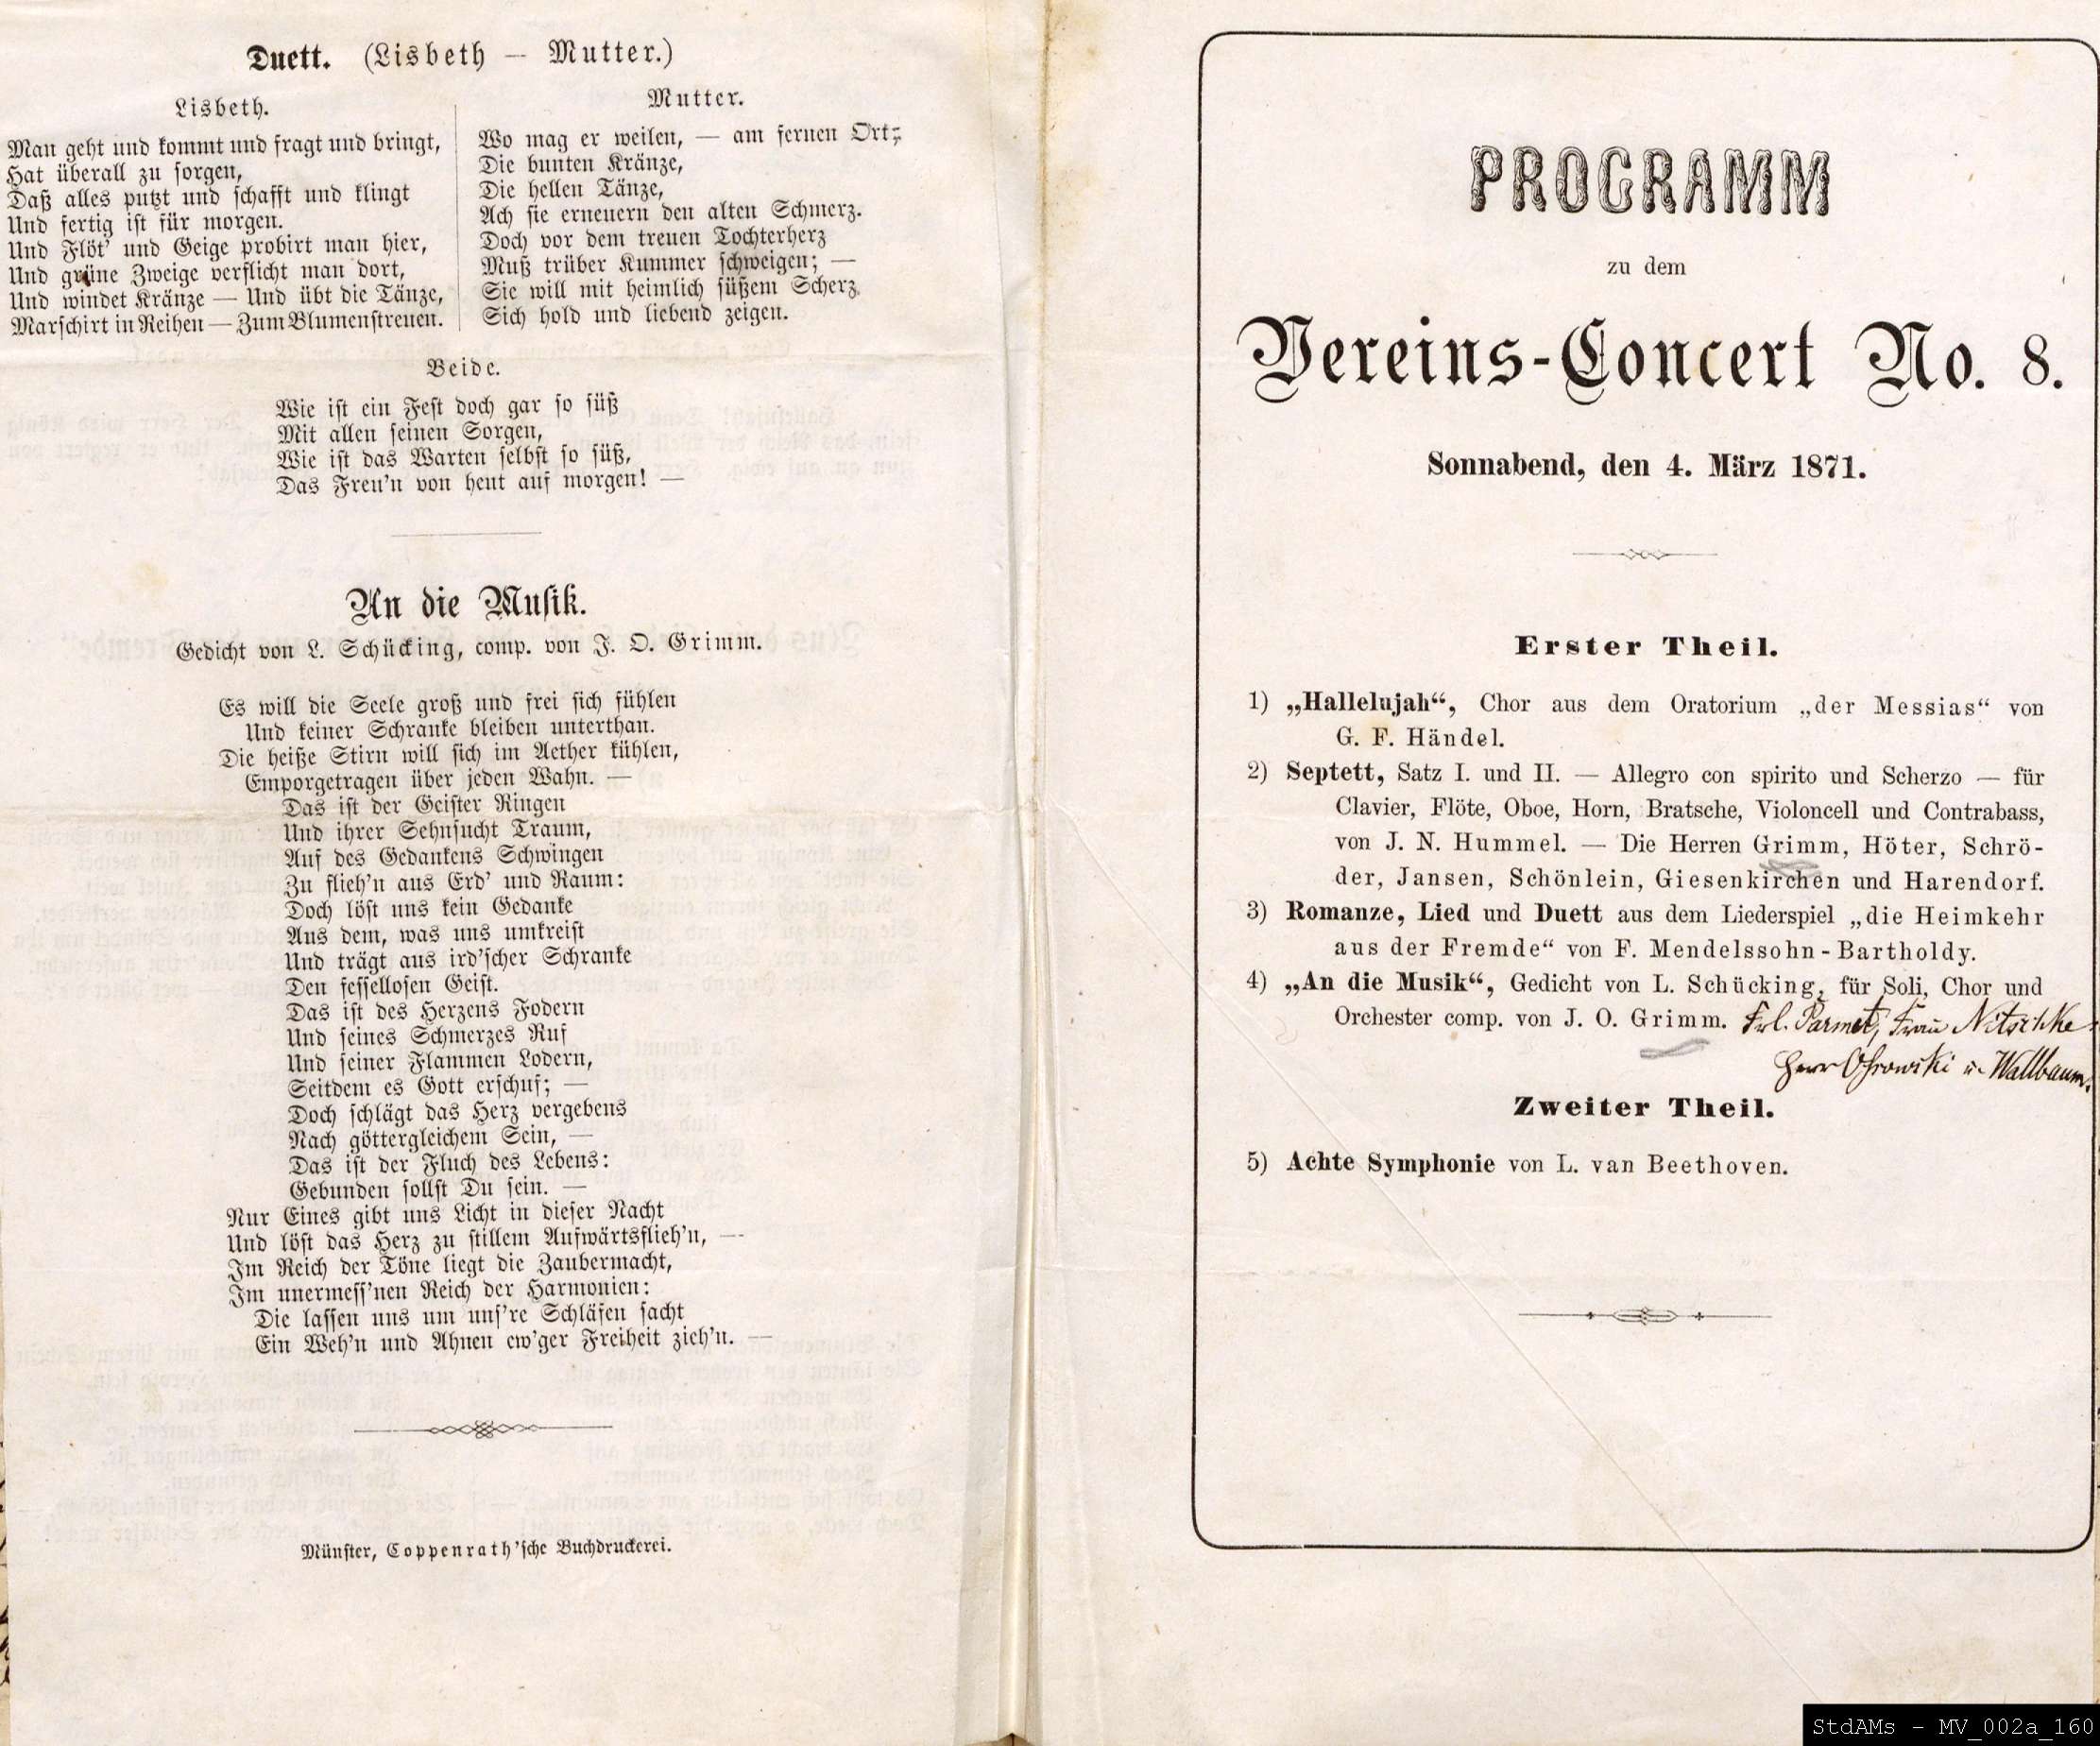 Duett. (Lisbeth — Mutter.)
Lisbeth.
Man geht und kommt und fragt und bringt,
Hat überall zu sorgen,
Daß alles putzt und schafft und klingt
Und fertig ist für morgen.
Und Flöt' und Geige probirt man hier,
Und grüne Zweige verflicht man dort,
Und windet Kränze — Und übt die Tänze,
Marschirt in Reihen — Zum Blumenstreuen.
Mutter.
Wo mag er weilen, — am fernen Ort;
Die bunten Kränze,
Die hellen Tänze,
Ach sie erneuern den alten Schmerz.
Doch vor dem treuen Tochterherz
Muß trüber Kummer schweigen; —
Sie will mit heimlich süßem Scherz
Sich hold und liebend zeigen.
Beide.
Wie ist ein Fest doch gar so süß
Mit allen seinen Sorgen,
Wie ist das Warten selbst so süß,
Das Freu'n von heut auf morgen! —
An die Musik.
Gedicht von L. Schücking, comp. von J. O. Grimm.
Es will die Seele groß und frei sich fühlen
Und keiner Schranke bleiben unterthan.
Die heiße Stirn will sich im Aether kühlen,
Emporgetragen über jeden Wahn. —
Das ist der Geister Ringen
Und ihrer Sehnsucht Traum,
Auf des Gedankens Schwingen
Zu flieh'n aus Erd' und Raum:
Doch löst uns kein Gedanke
Aus dem, was uns umkreist
Und trägt aus ird'scher Schranke
Den fessellosen Geist.
Das ist des Herzens Fodern
Und seines Schmerzes Ruf
Und seiner Flammen Lodern,
Seitdem es Gott erschuf; —
Doch schlägt das Herz vergebens
Nach göttergleichem Sein, —
Das ist der Fluch des Lebens:
Gebunden sollst Du sein. —
Nur Eines gibt uns Licht in dieser Nacht
Und löst das Herz zu stillem Aufwärtsflieh'n, —
Im Reich der Töne liegt die Zaubermacht,
Im unermess'nen Reich der Harmonien:
Die lassen uns um uns're Schläfen sacht
Ein Weh'n und Ahnen ew'ger Freiheit zieh'n. —
Münster, Coppenrath'sche Buchdruckerei.
PROGRAMM
zu dem
Vereins-Concert No. 8.
Sonnabend, den 4. März 1871.
Erster Theil.
1) „Hallelujah“, Chor aus dem Oratorium „der Messias“ von
G. F. Händel.
2) Septett, Satz I. und II. — Allegro con spirito und Scherzo — für
Clavier, Flöte, Oboe, Horn, Bratsche, Violoncell und Contrabass,
von J. N. Hummel. — Die Herren Grimm, Höter, Schrö-
der, Jansen, Schönlein, Giesenkirchen und Harendorf.
3) Romanze, Lied und Duett aus dem Liederspiel „die Heimkehr
aus der Fremde“ von F. Mendelssohn-Bartholdy.
4) „An die Musik“, Gedicht von L. Schücking, für Soli, Chor und
Orchester comp. von J. O. Grimm. Frl. Parmet, Frau Nitschke
Herr u. Wallbaum.
Zweiter Theil.
5) Achte Symphonie von L. van Beethoven.
StdAMs - MV_002a_160